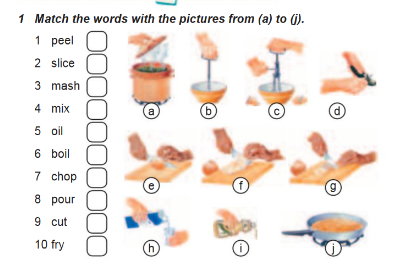 1 Match the words with the pictures from (a) to (j).
1 peel
2 slice
3 mash
4 mix
5 oil
6 boil
7 chop
8 pour
9 cut
10 fry
a b c d
e f g
h i j